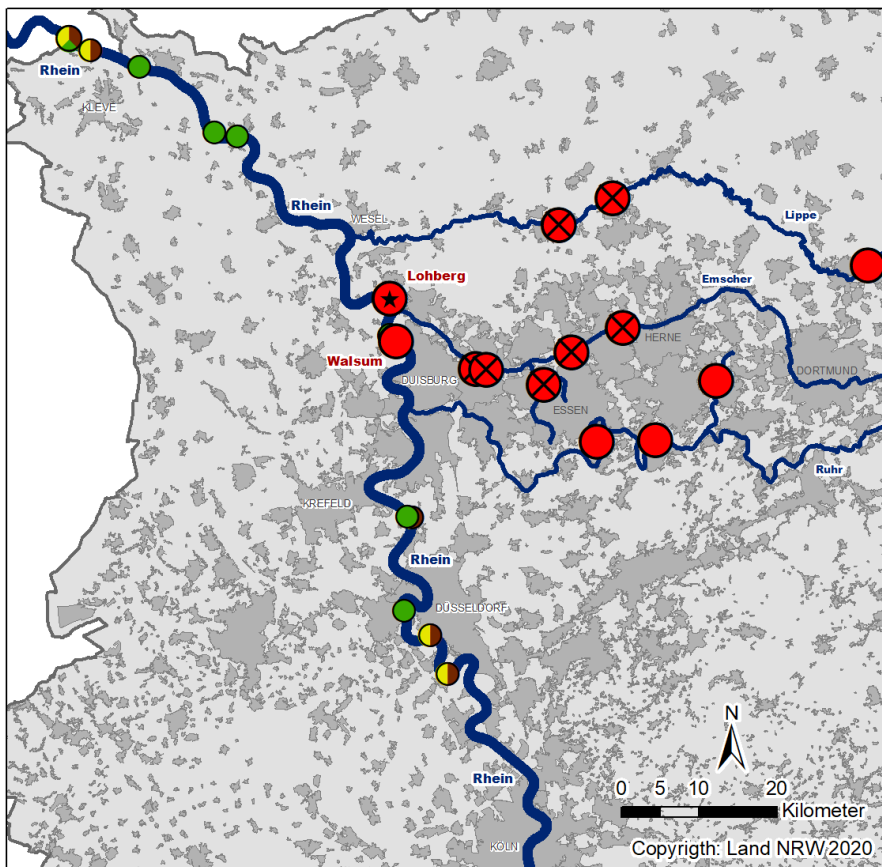 Rhein
KLEVE
Rhein
WESEL
Lippe
Lohberg
Emscher
Walsum
HERNE
DUISBURG
DORTMUND
ESSEN
Ruhr
KREFELD
Rhein
DÜSSELDORF
N
Rhein
0 5 10 20
Kilometer
KÖLN
Copyrigth: Land NRW 2020